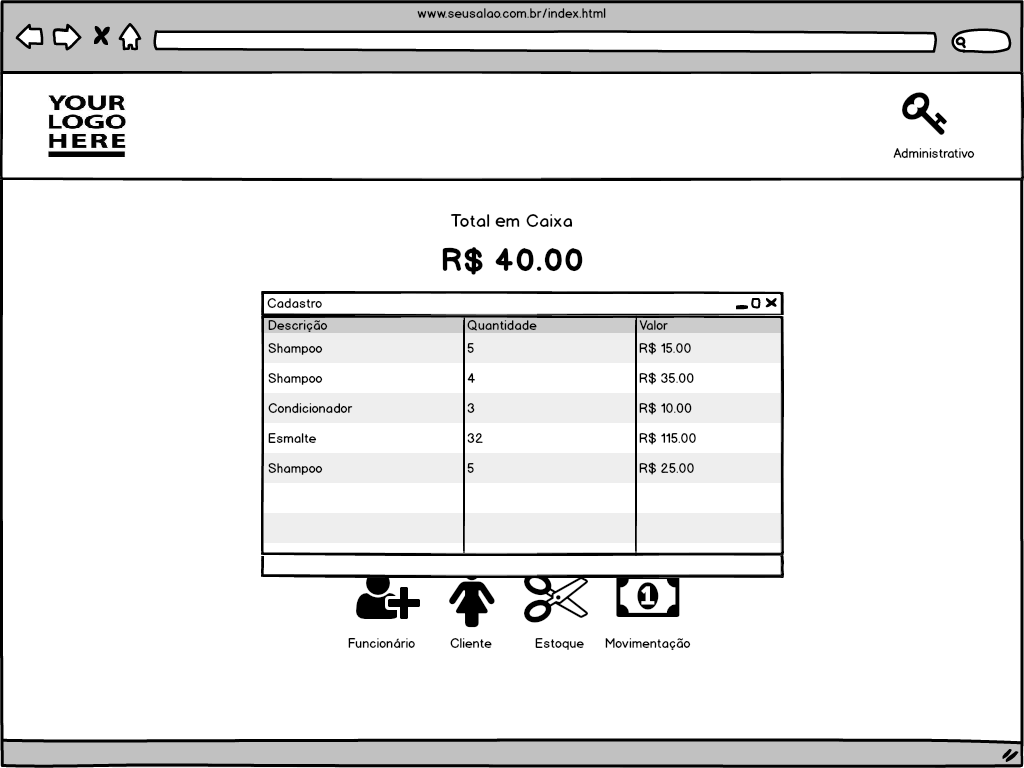 www.seusalao.com.br/index.html
YOUR
LOGO
HERE
Administrativo
Total em Caixa
R$ 40.00
Cadastro
Descrição Quantidade Valor
Shampoo 5 R$ 15.00
Shampoo 4 R$ 35.00
Condicionador 3 R$ 10.00
Esmalte 32 R$ 115.00
Shampoo 5 R$ 25.00
1
Funcionário Cliente Estoque Movimentação